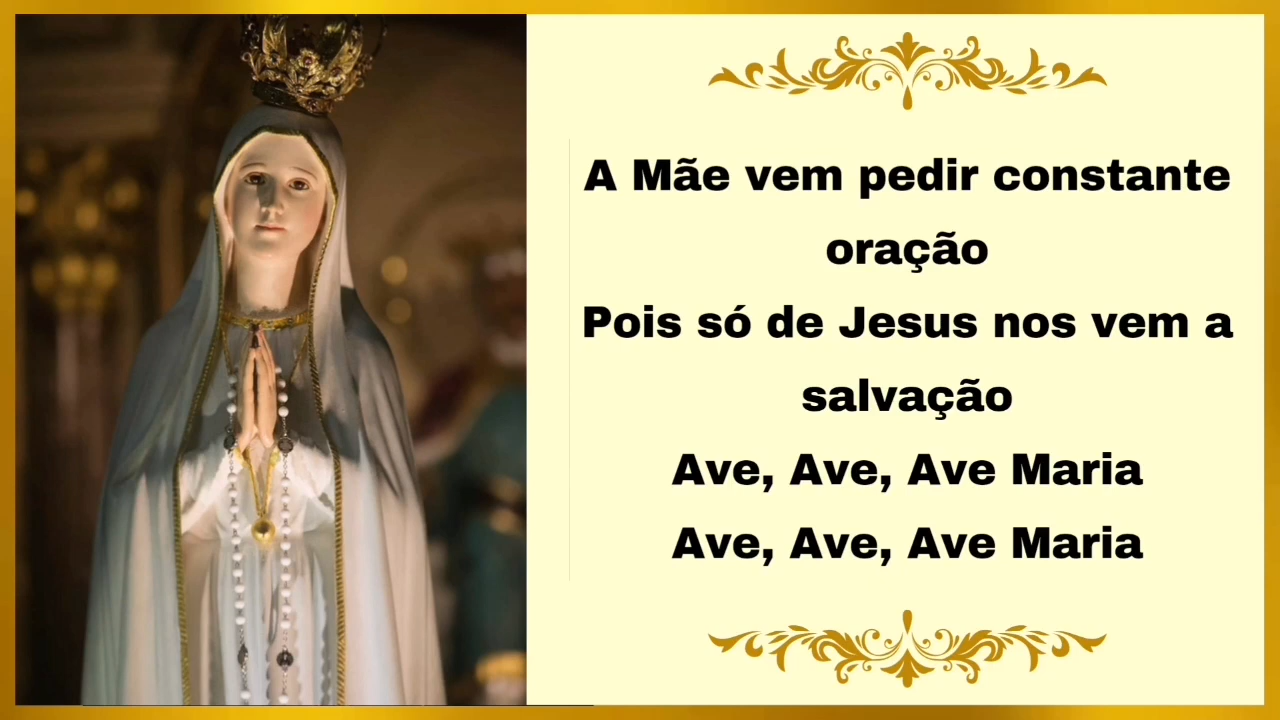 A Mãe vem pedir constante
oração
Pois só de Jesus nos vem a
salvação
Ave, Ave, Ave Maria
Ave, Ave, Ave Maria